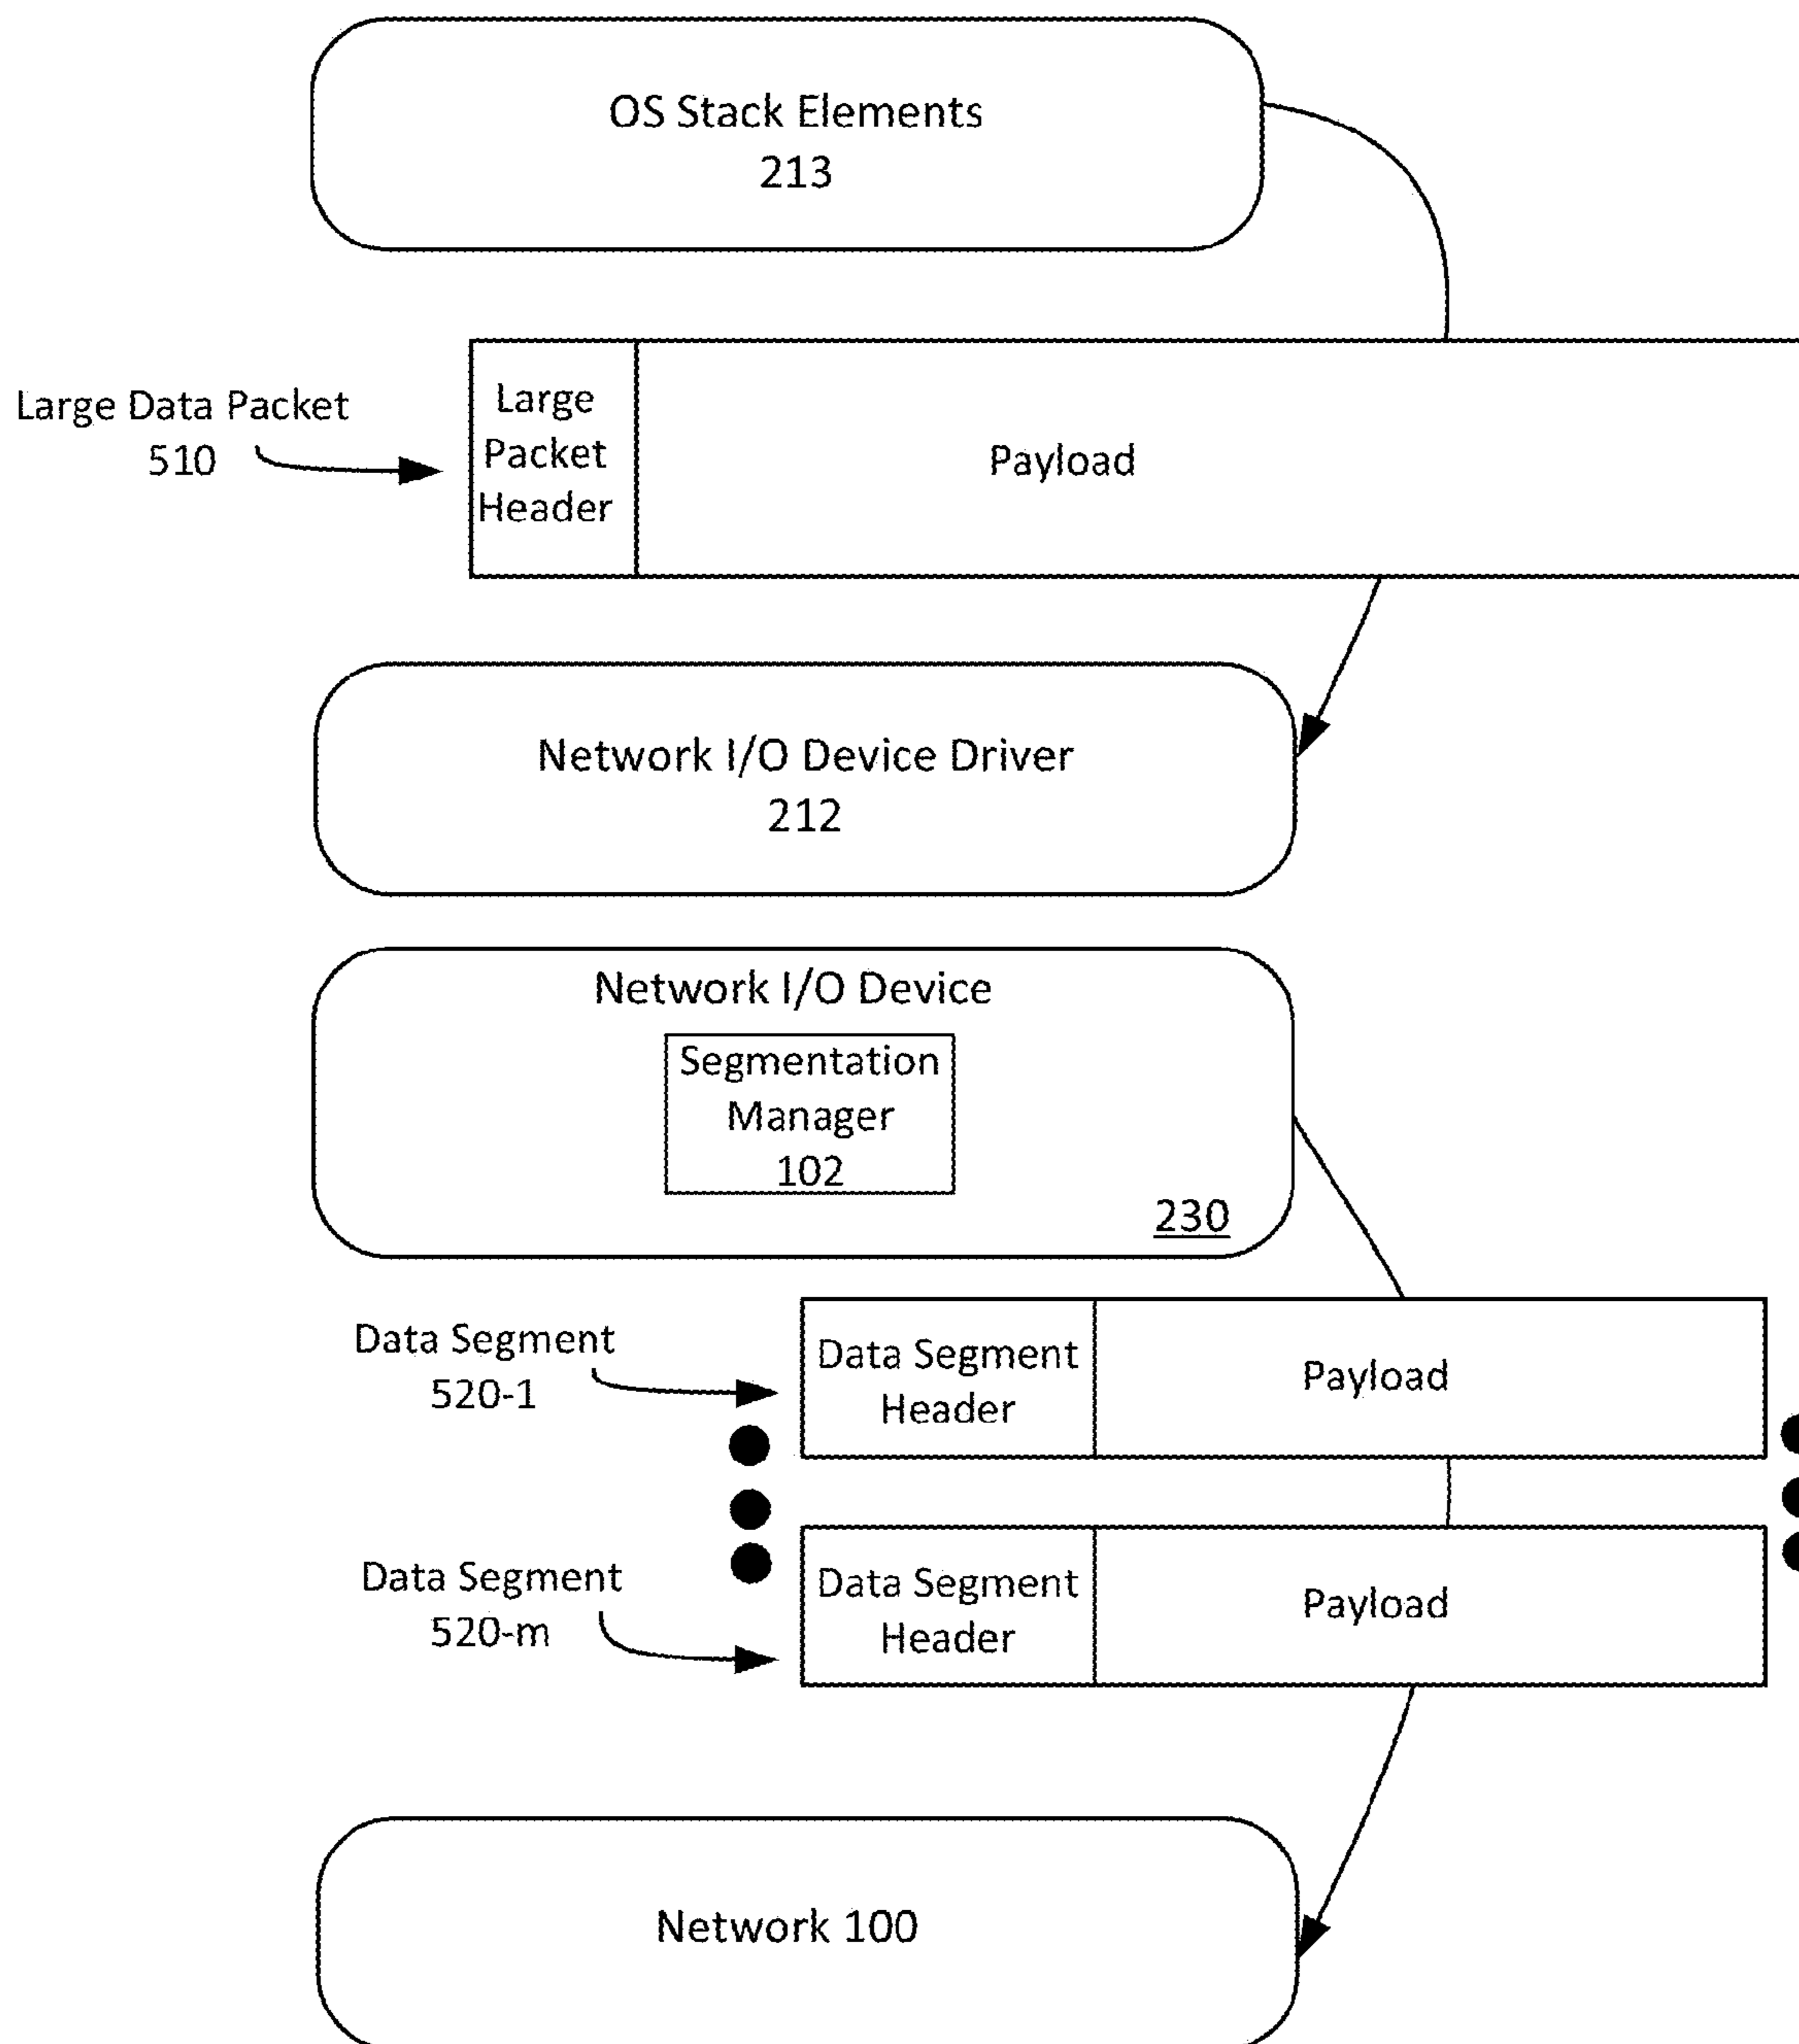 OS Stack Elements
213
Large Data Packet
510
Large
Packet
Header
Payload
Network I/O Device Driver
212
Network I/O Device
Segmentation
Manager
102
230
Data Segment
520-1
Data Segment
Header
Payload
Data Segment
520-m
Data Segment
Header
Payload
Network 100